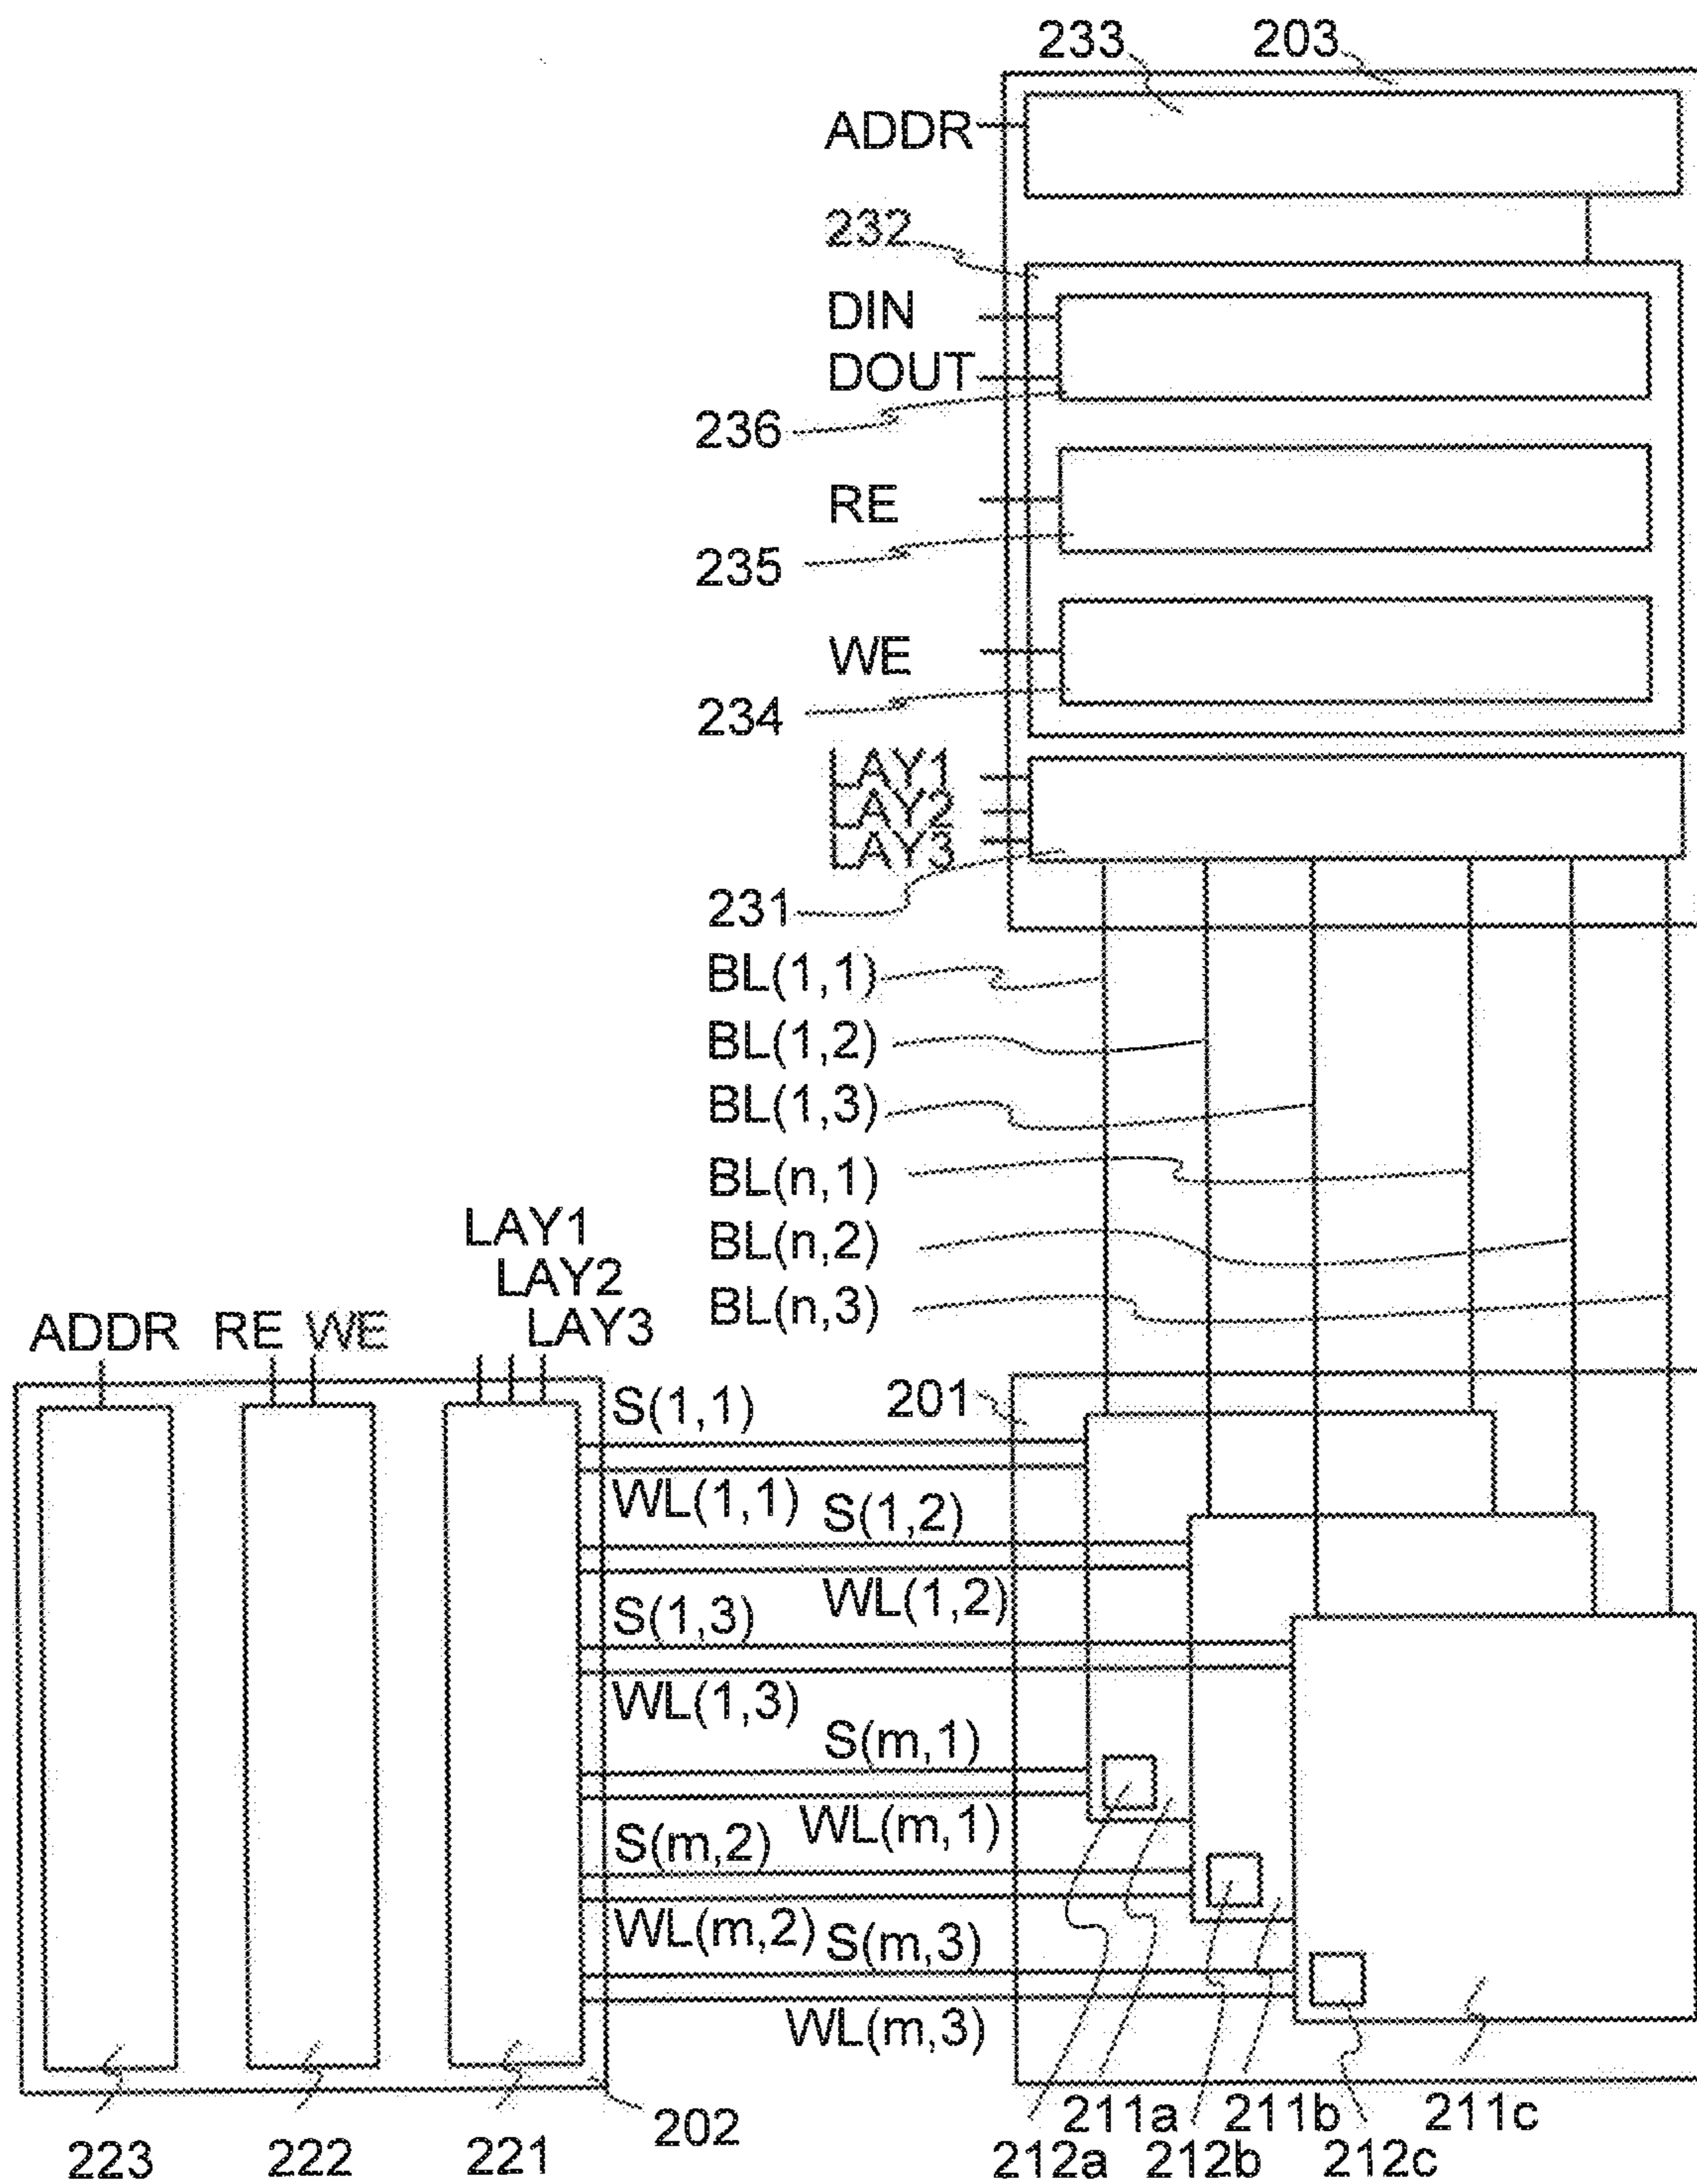 233 203
ADDR
232
DIN
DOUT
236
RE
235
WE
234
LAY1
LAY2
LAY3
231
BL(1,1)
BL(1,2)
BL(1,3)
BL(n,1)
BL(n,2)
BL(n,3)
LAY1
LAY2
LAY3
ADDR RE WE
S(1,1)
201
WL(1,1)
S(1,2)
WL(1,2)
S(1,3)
WL(1,3)
S(m,1)
WL(m,1)
S(m,2)
WL(m,2)
S(m,3)
WL(m,3)
211a 211b 211c
202
212a 212b 212c
223 222 221